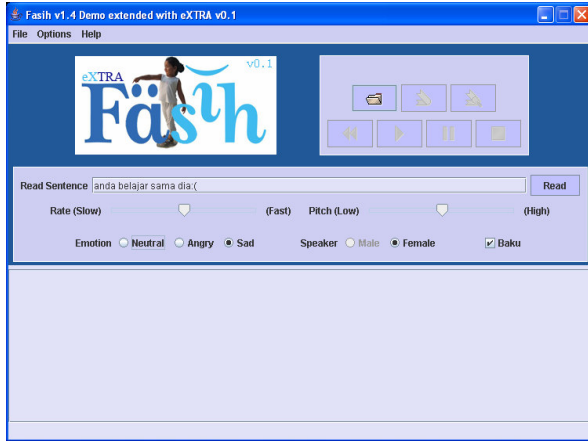 Fasih v1.4 Demo extended with eXTRA v0.1
File Options Help
eXTRA v0.1
Fäsih
Read Sentence anda belajar sama dia:( Read
Rate (Slow) (Fast) Pitch (Low) (High)
Emotion Neutral Angry Sad Speaker Male Female Baku